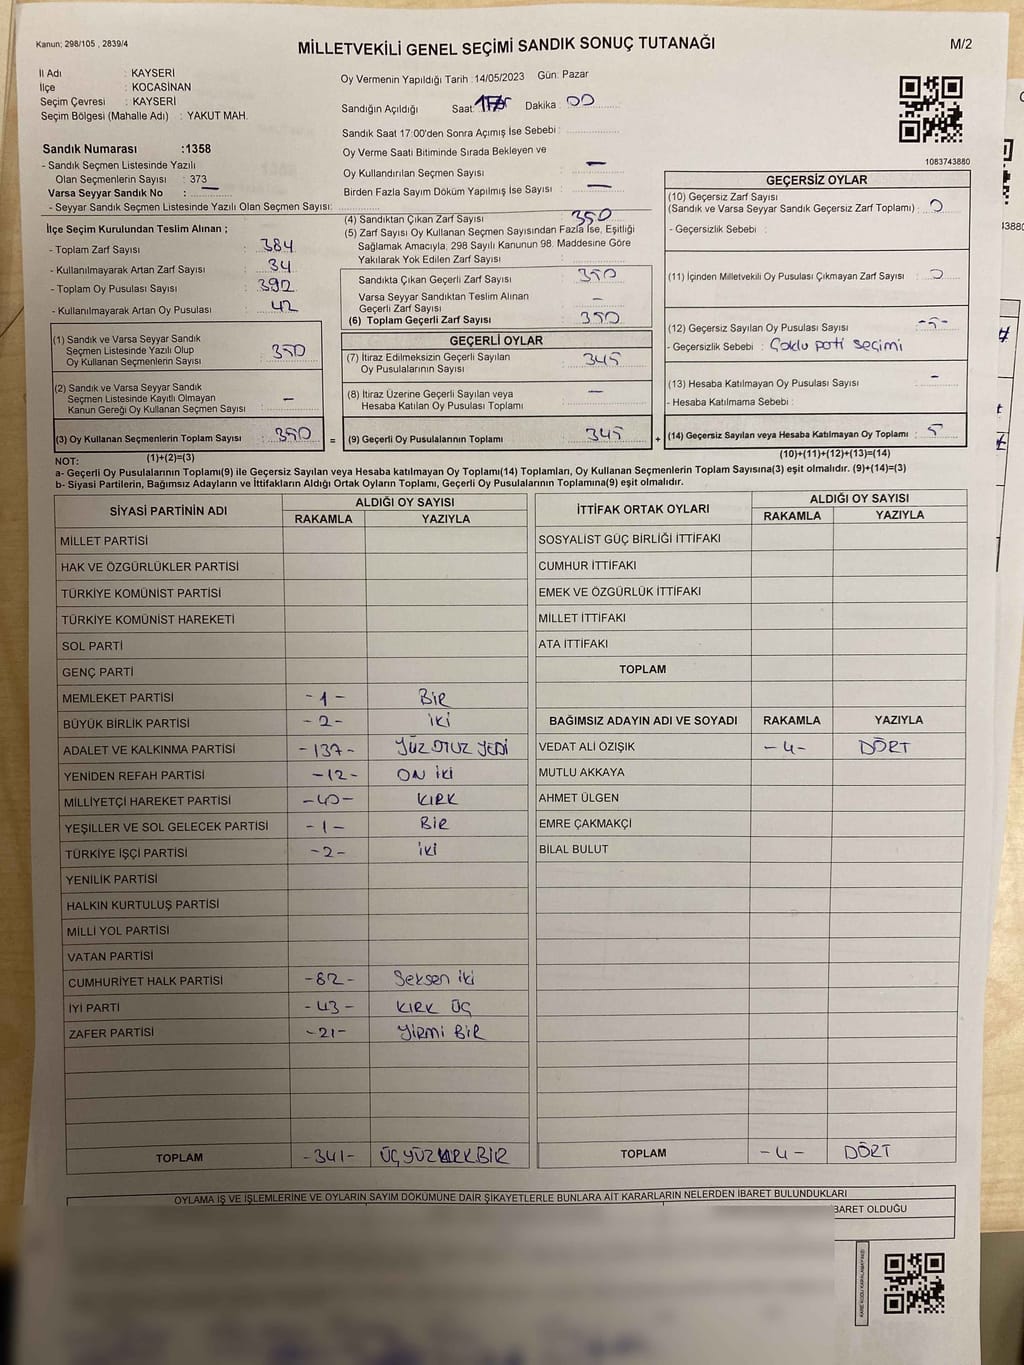 Kanun; 298/105 , 2839/4
MİLLETVEKİLİ GENEL SEÇİMİ SANDIK SONUÇ TUTANAĞI
M/2
İl Adı : KAYSERİ
İlçe : KOCASİNAN
Seçim Çevresi : KAYSERİ
Seçim Bölgesi (Mahalle Adı) : YAKUT MAH.
Sandık Numarası :1358
- Sandık Seçmen Listesinde Yazılı
Olan Seçmenlerin Sayısı : 373
Varsa Seyyar Sandık No : —
- Seyyar Sandık Seçmen Listesinde Yazılı Olan Seçmen Sayısı:
Oy Vermenin Yapıldığı Tarih :14/05/2023 Gün: Pazar
Sandığın Açıldığı Saat: Dakika : 00
Sandık Saat 17:00'den Sonra Açımış İse Sebebi :
Oy Verme Saati Bitiminde Sırada Bekleyen ve
Oy Kullandırılan Seçmen Sayısı : —
Birden Fazla Sayım Döküm Yapılmış İse Sayısı : —
1083743880
İlçe Seçim Kurulundan Teslim Alınan ;
- Toplam Zarf Sayısı : 384
- Kullanılmayarak Artan Zarf Sayısı : 34
- Toplam Oy Pusulası Sayısı : 392
- Kullanılmayarak Artan Oy Pusulası : 42
(1) Sandık ve Varsa Seyyar Sandık
Seçmen Listesinde Yazılı Olup
Oy Kullanan Seçmenlerin Sayısı : 350
(2) Sandık ve Varsa Seyyar Sandık
Seçmen Listesinde Kayıtlı Olmayan
Kanun Gereği Oy Kullanan Seçmen Sayısı : —
(3) Oy Kullanan Seçmenlerin Toplam Sayısı : 350 =
(1)+(2)=(3)
(4) Sandıktan Çıkan Zarf Sayısı : 350
(5) Zarf Sayısı Oy Kullanan Seçmen Sayısından Fazla İse, Eşitliği
Sağlamak Amacıyla, 298 Sayılı Kanunun 98. Maddesine Göre
Yakılarak Yok Edilen Zarf Sayısı :
Sandıkta Çıkan Geçerli Zarf Sayısı : 350
Varsa Seyyar Sandıktan Teslim Alınan
Geçerli Zarf Sayısı : —
(6) Toplam Geçerli Zarf Sayısı : 350
GEÇERLİ OYLAR
(7) İtiraz Edilmeksizin Geçerli Sayılan
Oy Pusulalarının Sayısı : 345
(8) İtiraz Üzerine Geçerli Sayılan veya
Hesaba Katılan Oy Pusulası Toplamı : —
(9) Geçerli Oy Pusulalarının Toplamı : 345 +
GEÇERSİZ OYLAR
(10) Geçersiz Zarf Sayısı
(Sandık ve Varsa Seyyar Sandık Geçersiz Zarf Toplamı) : 0
- Geçersizlik Sebebi :
(11) İçinden Milletvekili Oy Pusulası Çıkmayan Zarf Sayısı : 0
(12) Geçersiz Sayılan Oy Pusulası Sayısı : -5-
- Geçersizlik Sebebi : Çoklu parti seçimi
(13) Hesaba Katılmayan Oy Pusulası Sayısı : —
- Hesaba Katılmama Sebebi :
(14) Geçersiz Sayılan veya Hesaba Katılmayan Oy Toplamı : 5
(10)+(11)+(12)+(13)=(14)
NOT:
a- Geçerli Oy Pusulalarının Toplamı(9) ile Geçersiz Sayılan veya Hesaba katılmayan Oy Toplamı(14) Toplamları, Oy Kullanan Seçmenlerin Toplam Sayısına(3) eşit olmalıdır. (9)+(14)=(3)
b- Siyasi Partilerin, Bağımsız Adayların ve İttifakların Aldığı Ortak Oyların Toplamı, Geçerli Oy Pusulalarının Toplamına(9) eşit olmalıdır.
SİYASİ PARTİNİN ADI
ALDIĞI OY SAYISI
RAKAMLA YAZIYLA
MİLLET PARTİSİ
HAK VE ÖZGÜRLÜKLER PARTİSİ
TÜRKİYE KOMÜNİST PARTİSİ
TÜRKİYE KOMÜNİST HAREKETİ
SOL PARTİ
GENÇ PARTİ
MEMLEKET PARTİSİ -1- BİR
BÜYÜK BİRLİK PARTİSİ -2- İKİ
ADALET VE KALKINMA PARTİSİ -137- YÜZ OTUZ YEDİ
YENİDEN REFAH PARTİSİ -12- ON İKİ
MİLLİYETÇİ HAREKET PARTİSİ -40- KIRK
YEŞİLLER VE SOL GELECEK PARTİSİ -1- BİR
TÜRKİYE İŞÇİ PARTİSİ -2- İKİ
YENİLİK PARTİSİ
HALKIN KURTULUŞ PARTİSİ
MİLLİ YOL PARTİSİ
VATAN PARTİSİ
CUMHURİYET HALK PARTİSİ -82- Seksen iki
İYİ PARTİ -43- KIRK ÜÇ
ZAFER PARTİSİ -21- YİRMİ BİR
TOPLAM -341- ÜÇYÜZKIRKBİR
İTTİFAK ORTAK OYLARI
ALDIĞI OY SAYISI
RAKAMLA YAZIYLA
SOSYALİST GÜÇ BİRLİĞİ İTTİFAKI
CUMHUR İTTİFAKI
EMEK VE ÖZGÜRLÜK İTTİFAKI
MİLLET İTTİFAKI
ATA İTTİFAKI
TOPLAM
BAĞIMSIZ ADAYIN ADI VE SOYADI RAKAMLA YAZIYLA
VEDAT ALİ ÖZIŞIK -4- DÖRT
MUTLU AKKAYA
AHMET ÜLGEN
EMRE ÇAKMAKÇİ
BİLAL BULUT
TOPLAM -4- DÖRT
OYLAMA İŞ VE İŞLEMLERİNE VE OYLARIN SAYIM DÖKÜMÜNE DAİR ŞİKAYETLERLE BUNLARA AİT KARARLARIN NELERDEN İBARET BULUNDUKLARI
BARET OLDUĞU